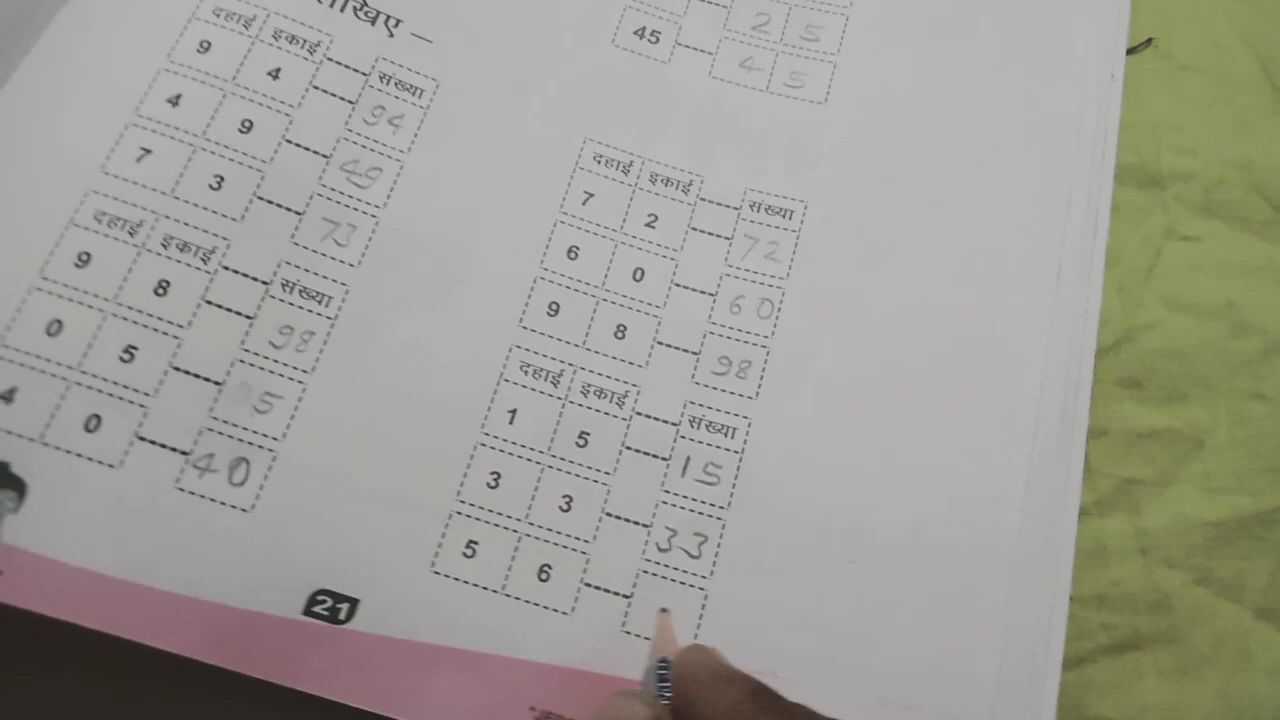 लिखिए —
दहाई इकाई संख्या
9 4 94
4 9 49
7 3 73
दहाई इकाई संख्या
9 8 98
0 5 5
4 0 40
2 5
45 4 5
दहाई इकाई संख्या
7 2 72
6 0 60
9 8 98
दहाई इकाई संख्या
1 5 15
3 3 33
5 6
21